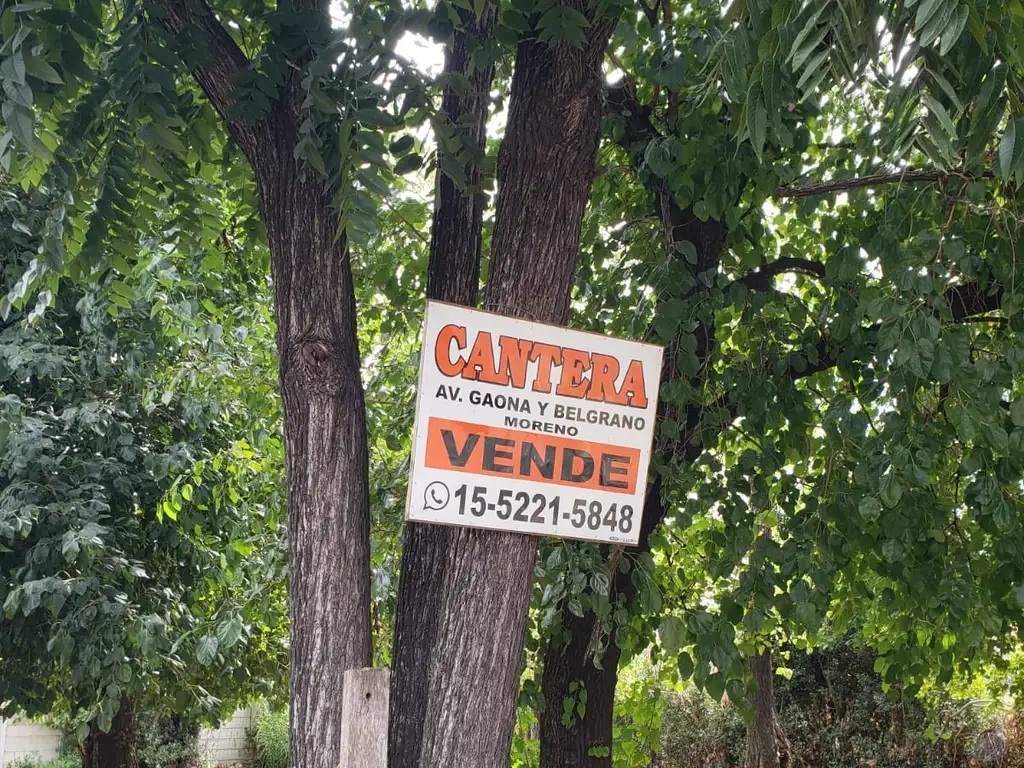 CANTERA
AV. GAONA Y BELGRANO
MORENO
VENDE
15-5221-5848